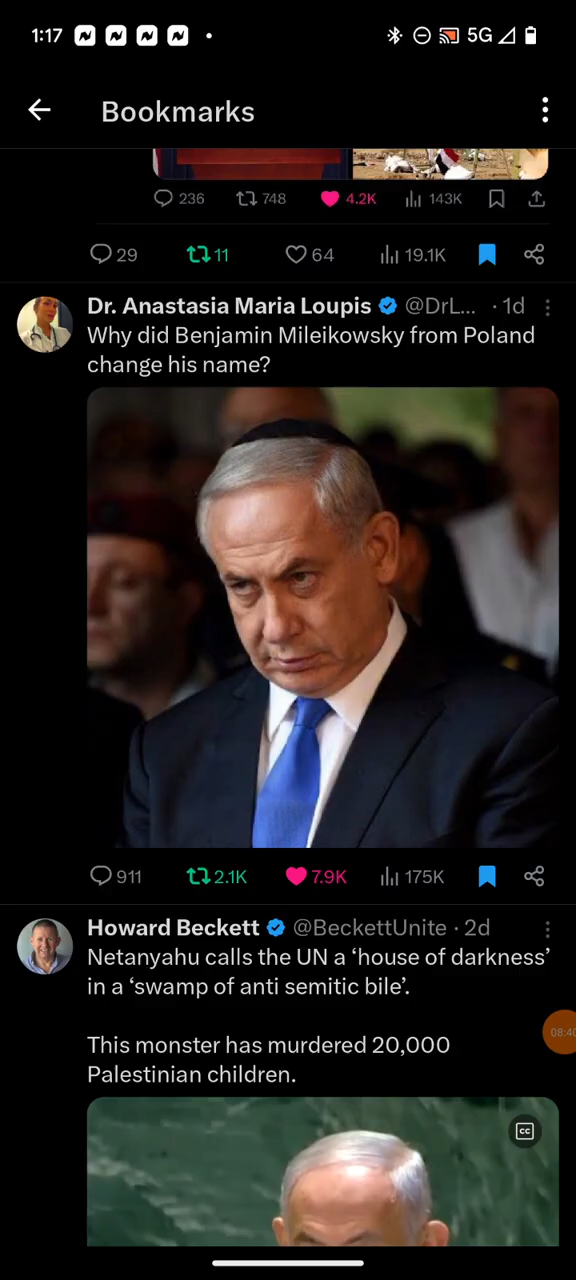 1:17 5G
Bookmarks
236 748 4.2K 143K
29 11 64 19.1K
Dr. Anastasia Maria Loupis @DrL... · 1d
Why did Benjamin Mileikowsky from Poland
change his name?
911 2.1K 7.9K 175K
Howard Beckett @BeckettUnite · 2d
Netanyahu calls the UN a ‘house of darkness’
in a ‘swamp of anti semitic bile’.
This monster has murdered 20,000
Palestinian children.
08:40
CC